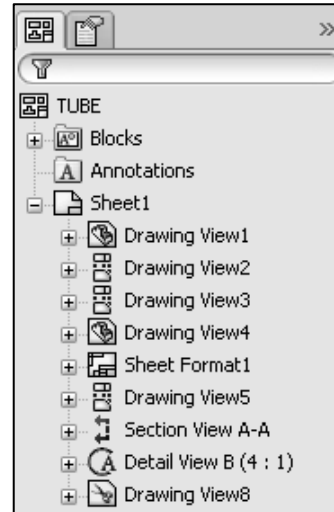 TUBE
Blocks
Annotations
Sheet1
Drawing View1
Drawing View2
Drawing View3
Drawing View4
Sheet Format1
Drawing View5
Section View A-A
Detail View B (4 : 1)
Drawing View8